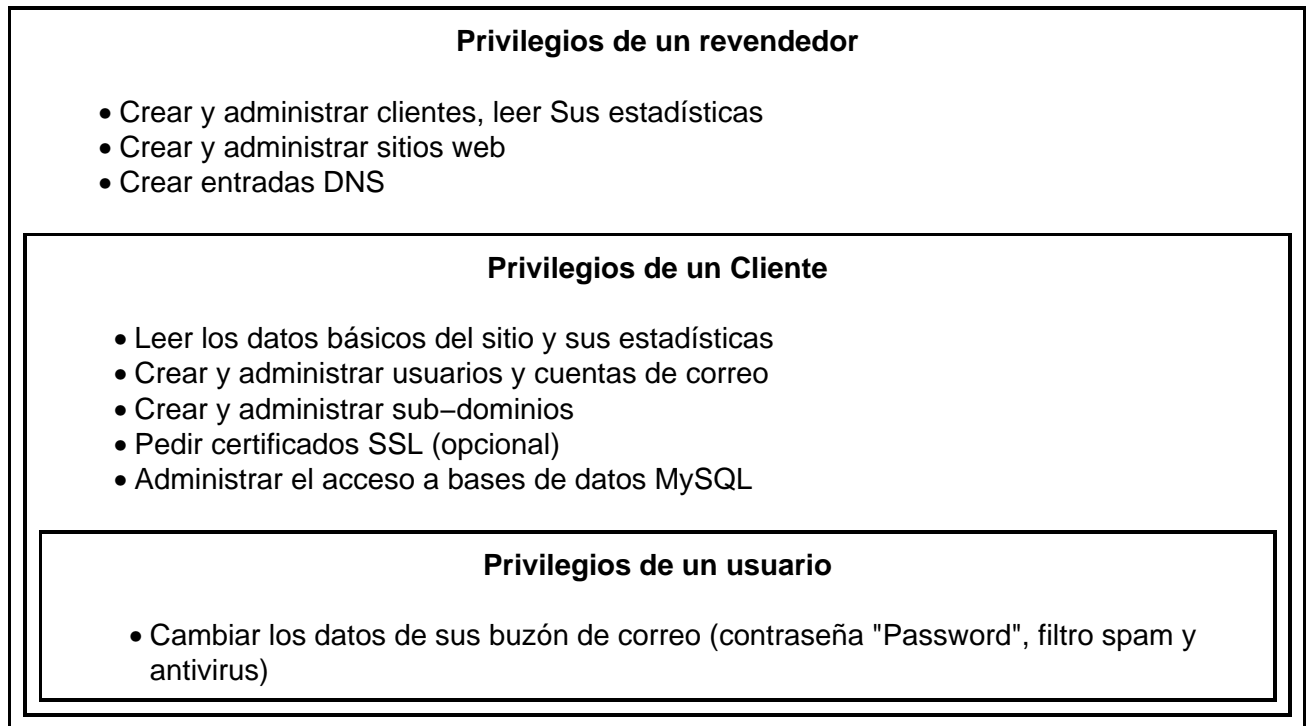 Privilegios de un revendedor
• Crear y administrar clientes, leer Sus estadísticas
• Crear y administrar sitios web
• Crear entradas DNS
Privilegios de un Cliente
• Leer los datos básicos del sitio y sus estadísticas
• Crear y administrar usuarios y cuentas de correo
• Crear y administrar sub−dominios
• Pedir certificados SSL (opcional)
• Administrar el acceso a bases de datos MySQL
Privilegios de un usuario
• Cambiar los datos de sus buzón de correo (contraseña "Password", filtro spam y
antivirus)